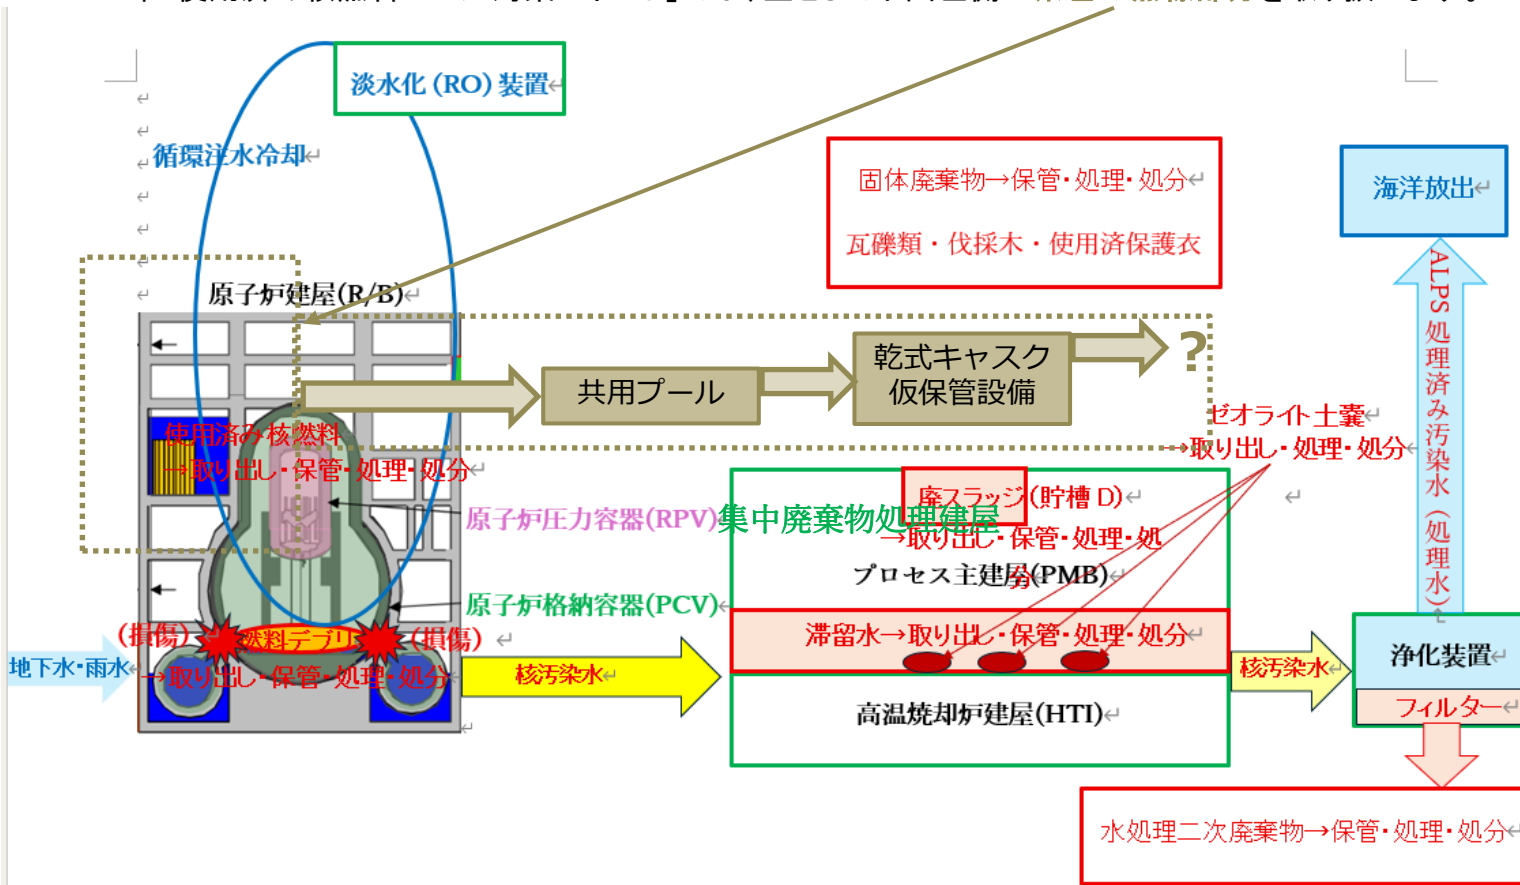 淡水化(RO)装置
循環注水冷却
固体廃棄物→保管・処理・処分
瓦礫類・伐採木・使用済保護衣
海洋放出
ALPS処理済み汚染水(処理水)
原子炉建屋(R/B)
共用プール
乾式キャスク
仮保管設備
?
使用済み核燃料
→取り出し・保管・処理・処分
ゼオライト土嚢
→取り出し・処理・処分
原子炉圧力容器(RPV)
廃スラッジ(貯槽D)
集中廃棄物処理建屋
→取り出し・保管・処理・処
分
プロセス主建屋(PMB)
原子炉格納容器(PCV)
(損傷)
燃料デブリ
(損傷)
→取り出し・保管・処理・処分
地下水・雨水
核汚染水
滞留水→取り出し・保管・処理・処分
高温焼却炉建屋(HTI)
核汚染水
浄化装置
フィルター
水処理二次廃棄物→保管・処理・処分